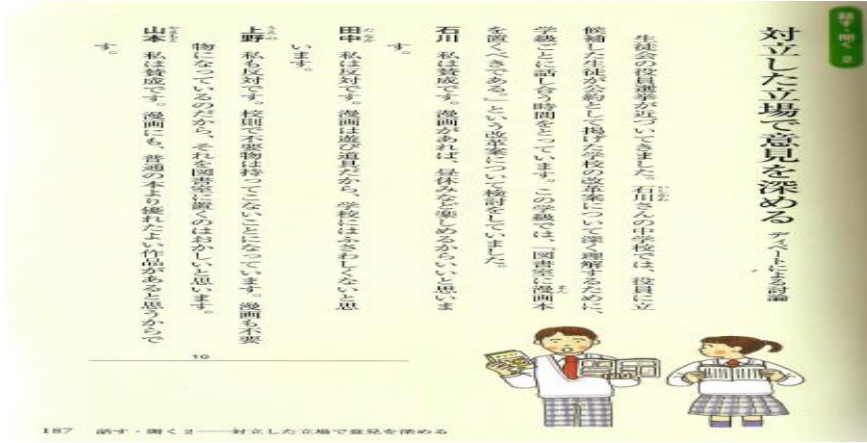 話す・聞く 2
対立した立場で意見を深める ディベートによる討論
生徒会の役員選挙が近づいてきました。石川さんの中学校では、役員に立
候補した生徒が公約として掲げた学校の改革案について深く理解するために、
学級ごとに話し合う時間をとっています。この学級では、「図書室に漫画本
を置くべきである。」という改革案について検討をしていました。
石川 私は賛成です。漫画があれば、昼休みなど楽しめるからいいと思いま
す。
田中 私は反対です。漫画は遊び道具だから、学校にはふさわしくないと思
います。
上野 私も反対です。校則で不要物は持ってこないことになっています。漫画も不要
物になっているのだから、それを図書室に置くのはおかしいと思います。
山本 私は賛成です。漫画にも、普通の本より優れたよい作品があると思うからで
す。
10
187 話す・聞く 2——対立した立場で意見を深める